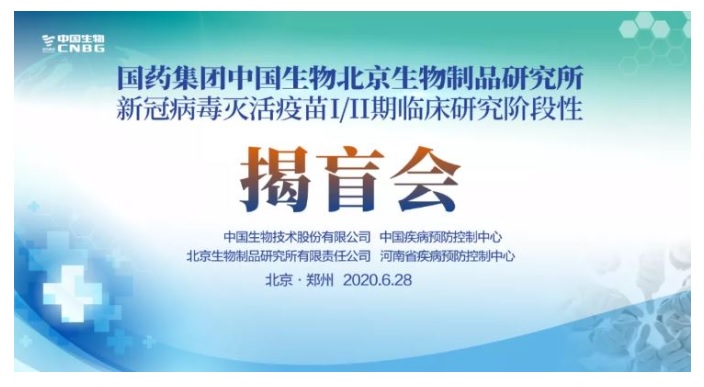 中国生物
CNBG
国药集团中国生物北京生物制品研究所
新冠病毒灭活疫苗I/II期临床研究阶段性
揭盲会
中国生物技术股份有限公司 中国疾病预防控制中心
北京生物制品研究所有限责任公司 河南省疾病预防控制中心
北京·郑州 2020.6.28